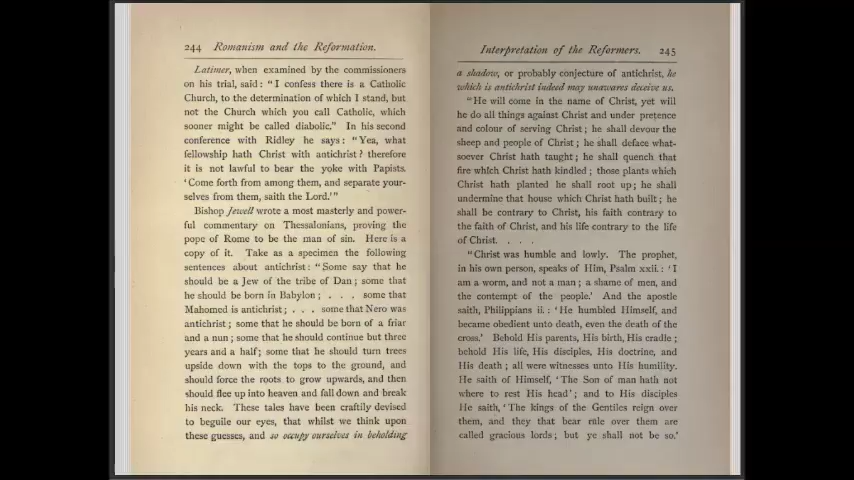 244 Romanism and the Reformation.
Latimer, when examined by the commissioners
on his trial, said: “I confess there is a Catholic
Church, to the determination of which I stand, but
not the Church which you call Catholic, which
sooner might be called diabolic.” In his second
conference with Ridley he says: “Yea, what
fellowship hath Christ with antichrist? therefore
it is not lawful to bear the yoke with Papists.
‘Come forth from among them, and separate your-
selves from them, saith the Lord.’”
Bishop Jewell wrote a most masterly and power-
ful commentary on Thessalonians, proving the
pope of Rome to be the man of sin. Here is a
copy of it. Take as a specimen the following
sentences about antichrist: “Some say that he
should be a Jew of the tribe of Dan; some that
he should be born in Babylon; . . . some that
Mahomed is antichrist; . . . some that Nero was
antichrist; some that he should be born of a friar
and a nun; some that he should continue but three
years and a half; some that he should turn trees
upside down with the tops to the ground, and
should force the roots to grow upwards, and then
should flee up into heaven and fall down and break
his neck. These tales have been craftily devised
to beguile our eyes, that whilst we think upon
these guesses, and so occupy ourselves in beholding
Interpretation of the Reformers. 245
a shadow, or probably conjecture of antichrist, he
which is antichrist indeed may unawares deceive us.
“He will come in the name of Christ, yet will
he do all things against Christ and under pretence
and colour of serving Christ; he shall devour the
sheep and people of Christ; he shall deface what-
soever Christ hath taught; he shall quench that
fire which Christ hath kindled; those plants which
Christ hath planted he shall root up; he shall
undermine that house which Christ hath built; he
shall be contrary to Christ, his faith contrary to
the faith of Christ, and his life contrary to the life
of Christ. . . .
“Christ was humble and lowly. The prophet,
in his own person, speaks of Him, Psalm xxii.: ‘I
am a worm, and not a man; a shame of men, and
the contempt of the people.’ And the apostle
saith, Philippians ii.: ‘He humbled Himself, and
became obedient unto death, even the death of the
cross.’ Behold His parents, His birth, His cradle;
behold His life, His disciples, His doctrine, and
His death; all were witnesses unto His humility.
He saith of Himself, ‘The Son of man hath not
where to rest His head’; and to His disciples
He saith, ‘The kings of the Gentiles reign over
them, and they that bear rule over them are
called gracious lords; but ye shall not be so.’